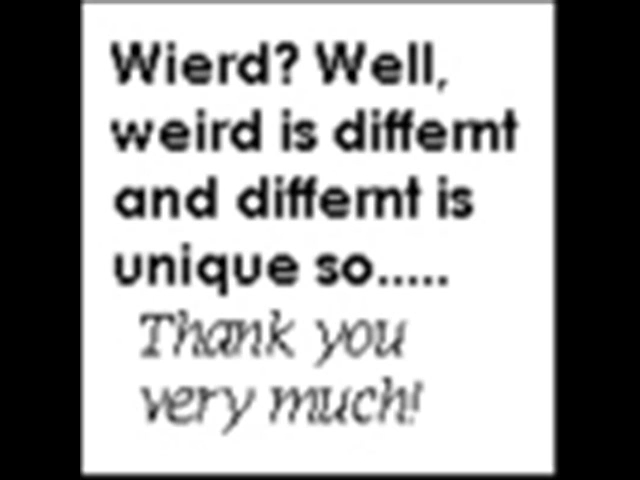 Wierd? Well,
weird is differnt
and differnt is
unique so.....
Thank you
very much!